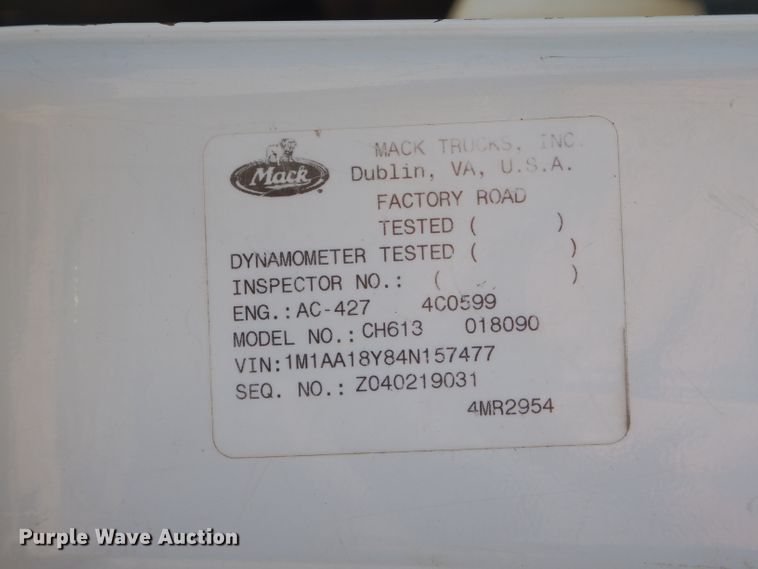 MACK TRUCKS, INC.
Mack
Dublin, VA, U.S.A.
FACTORY ROAD
TESTED ( )
DYNAMOMETER TESTED ( )
INSPECTOR NO.: ( )
ENG.: AC-427 4C0599
MODEL NO.: CH613 018090
VIN: 1M1AA18Y84N157477
SEQ. NO.: Z040219031
4MR2954
Purple Wave Auction